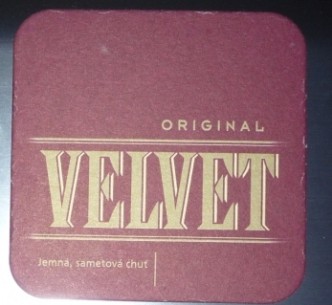 ORIGINAL
VELVET
Jemná, sametová chuť